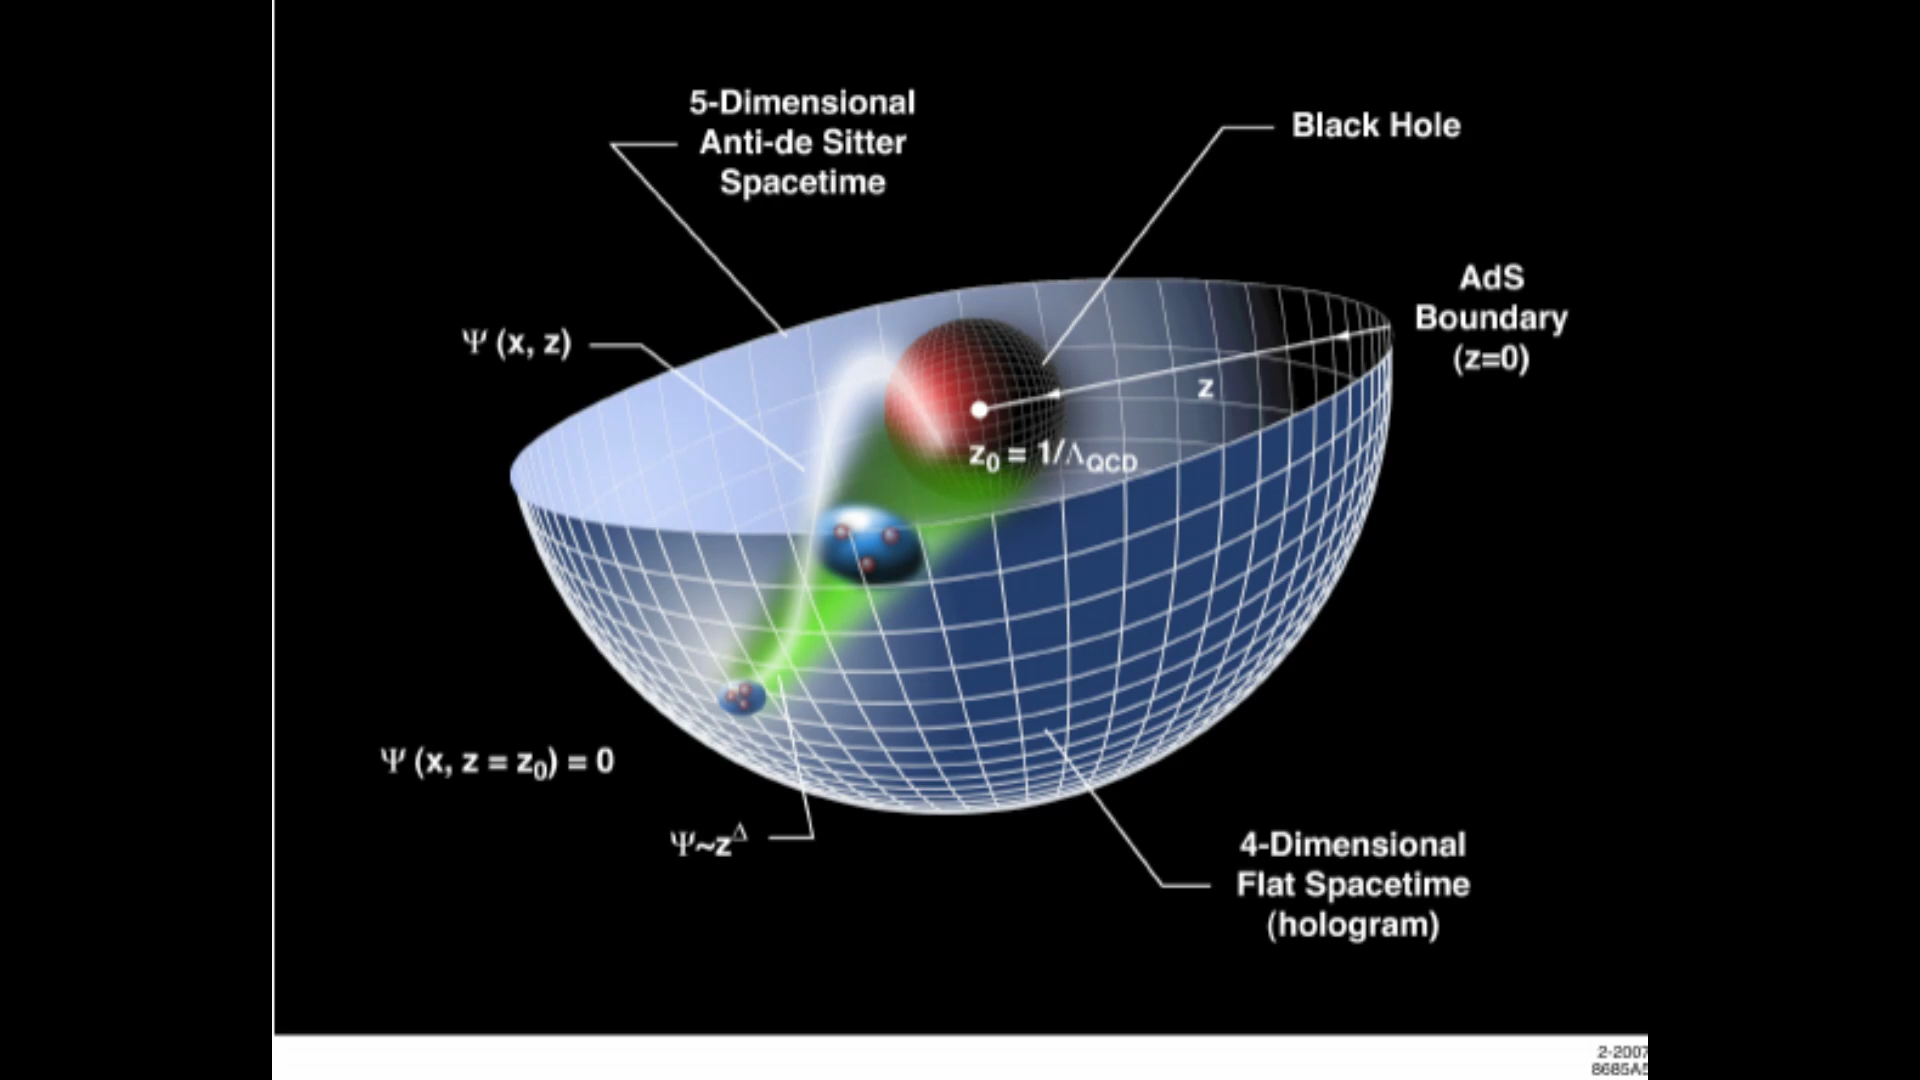 5-Dimensional
Anti-de Sitter
Spacetime
Black Hole
AdS
Boundary
(z=0)
Ψ (x, z)
z
z₀ = 1/Λ_QCD
Ψ (x, z = z₀) = 0
Ψ~z^Δ
4-Dimensional
Flat Spacetime
(hologram)
2-2007
8685A5